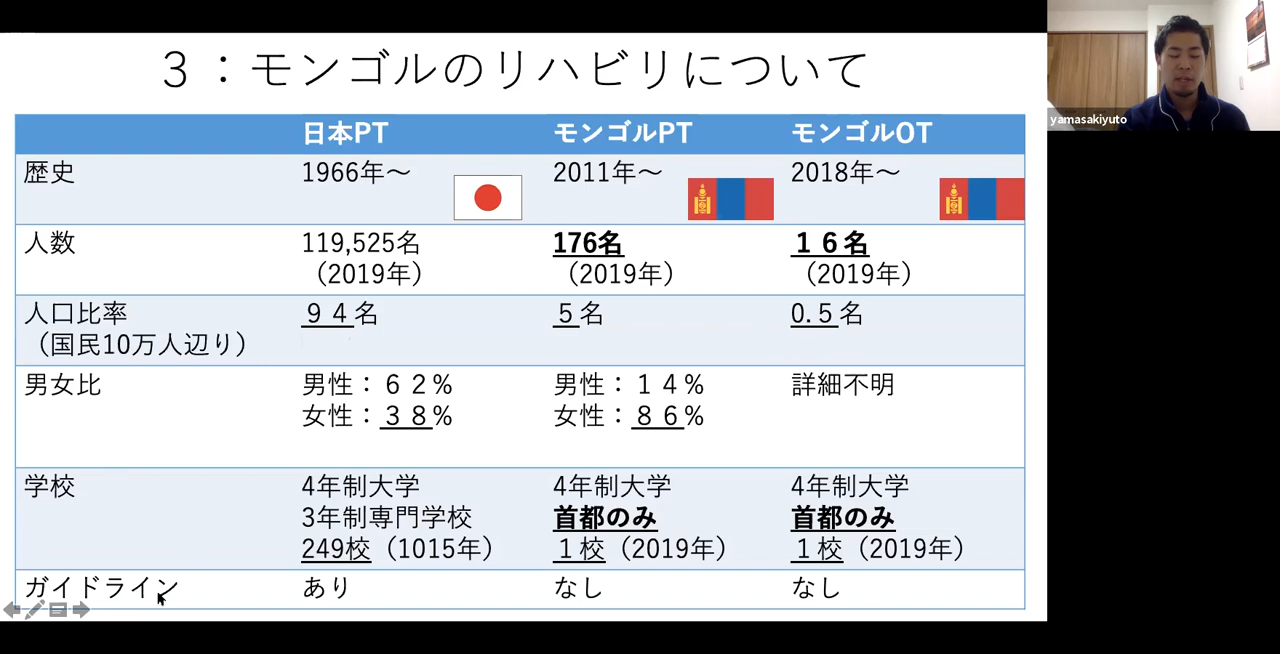 ３：モンゴルのリハビリについて
日本PT モンゴルPT モンゴルOT
歴史 1966年～ 2011年～ 2018年～
人数 119,525名 176名 １６名
（2019年） （2019年） （2019年）
人口比率 ９４名 ５名 0.５名
（国民10万人辺り）
男女比 男性：６２% 男性：１４% 詳細不明
女性：３８% 女性：８６%
学校 4年制大学 4年制大学 4年制大学
3年制専門学校 首都のみ 首都のみ
249校（1015年） １校（2019年） １校（2019年）
ガイドライン あり なし なし
yamasakiyuto